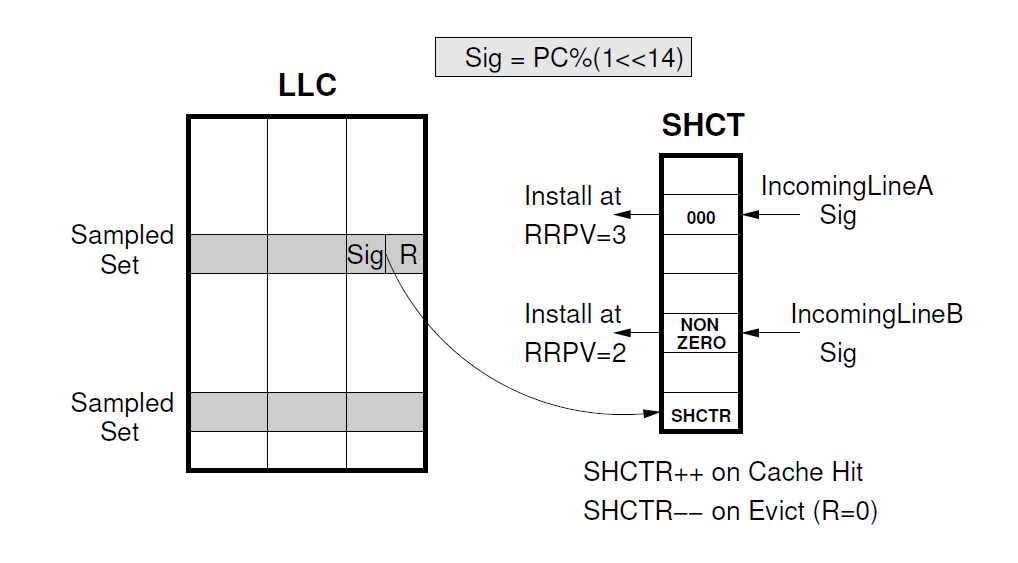 Sig = PC%(1<<14)
LLC
SHCT
Sampled
Set
Sig R
Install at
RRPV=3
000
IncomingLineA
Sig
Install at
RRPV=2
NON
ZERO
IncomingLineB
Sig
Sampled
Set
SHCTR
SHCTR++ on Cache Hit
SHCTR−− on Evict (R=0)